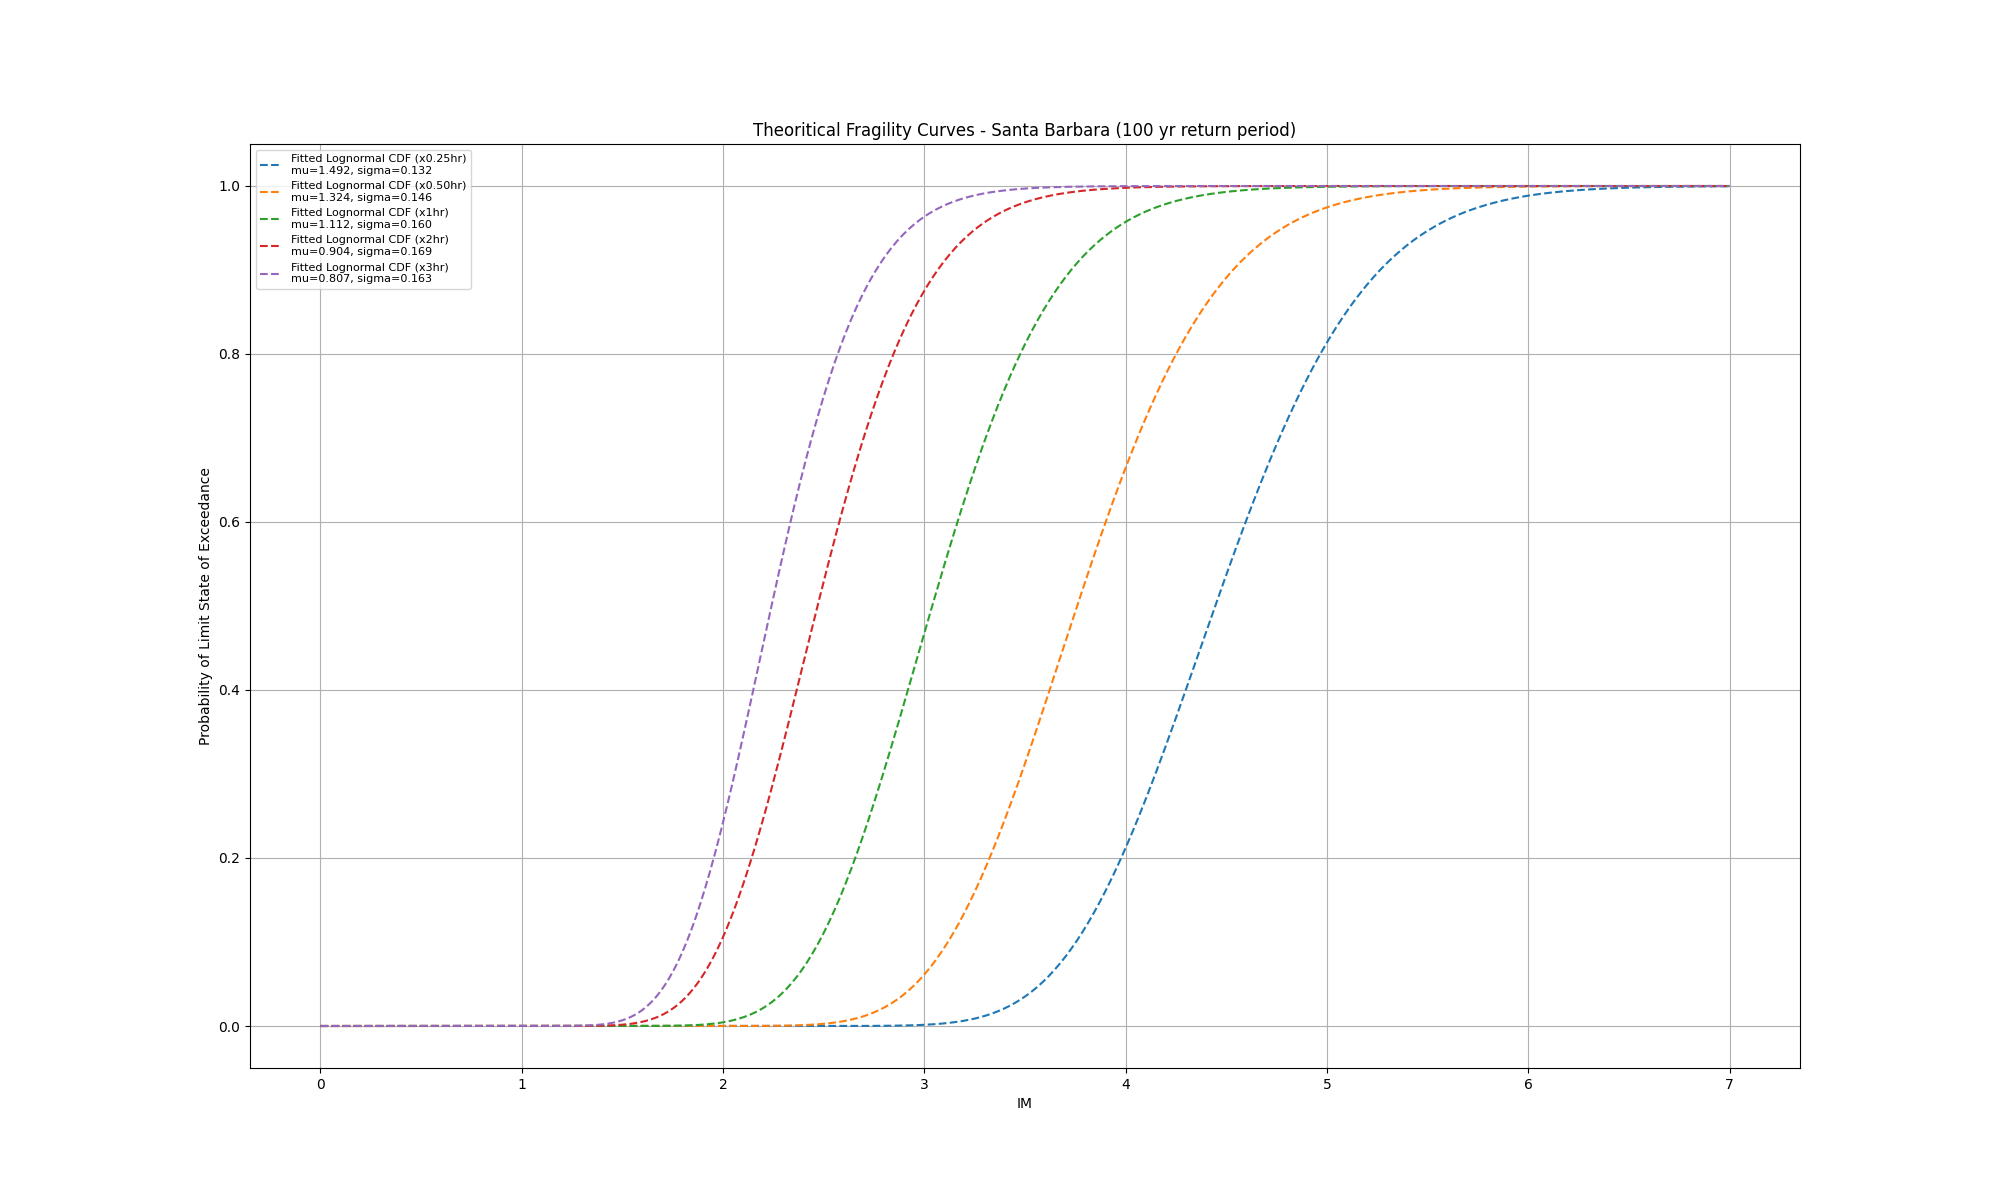 Theoritical Fragility Curves - Santa Barbara (100 yr return period)
Fitted Lognormal CDF (x0.25hr)
mu=1.492, sigma=0.132
Fitted Lognormal CDF (x0.50hr)
mu=1.324, sigma=0.146
Fitted Lognormal CDF (x1hr)
mu=1.112, sigma=0.160
Fitted Lognormal CDF (x2hr)
mu=0.904, sigma=0.169
Fitted Lognormal CDF (x3hr)
mu=0.807, sigma=0.163
Probability of Limit State of Exceedance
1.0
0.8
0.6
0.4
0.2
0.0
0 1 2 3 4 5 6 7
IM